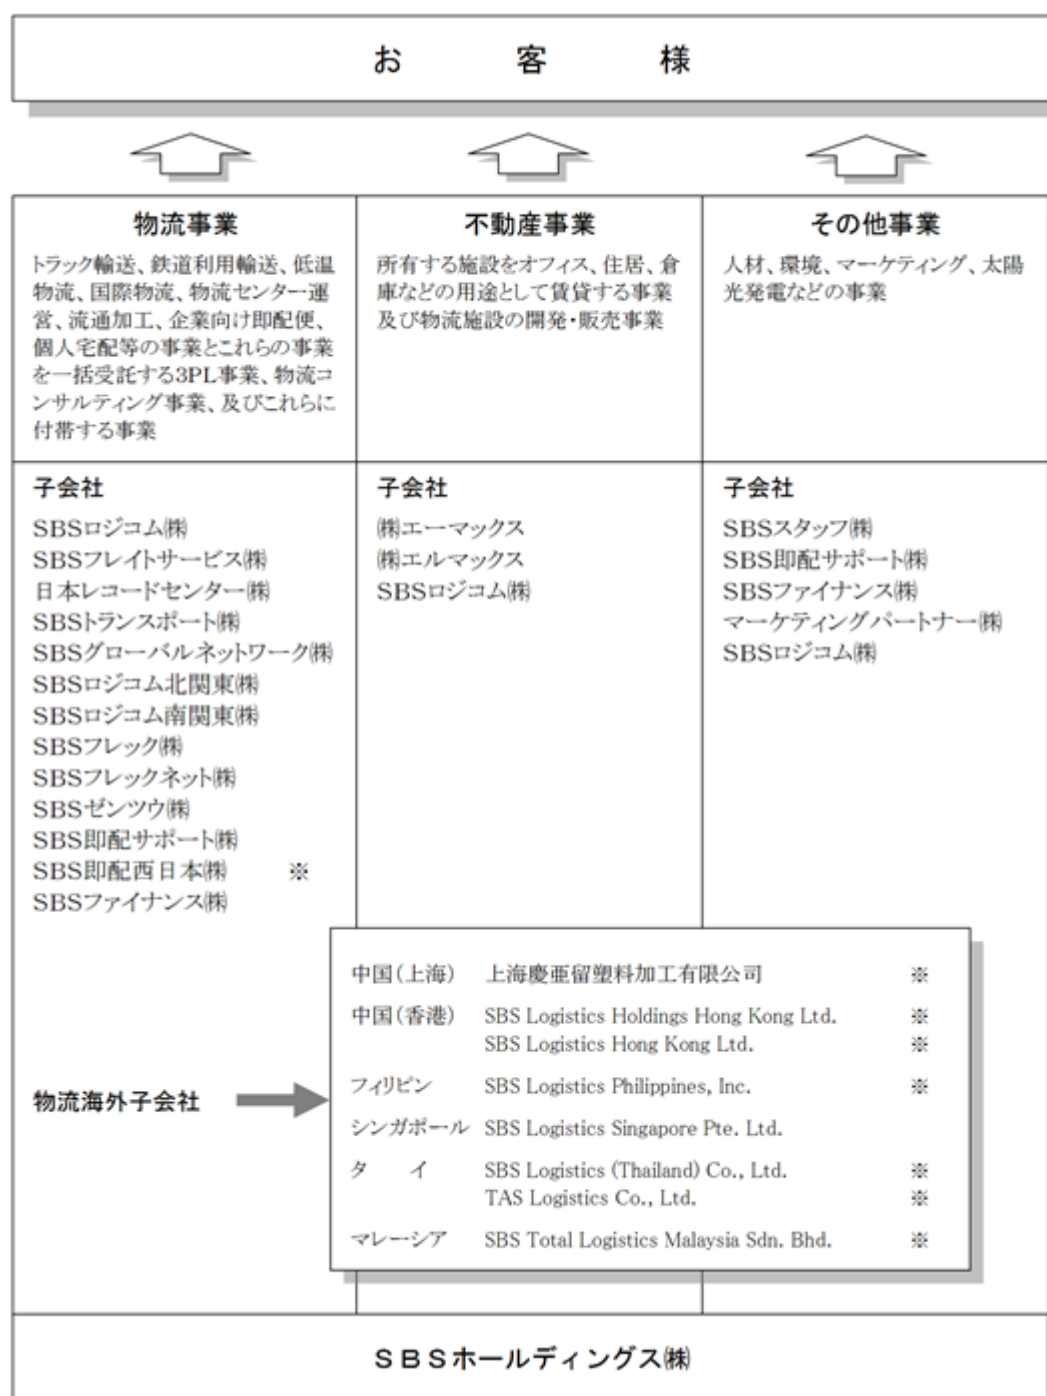 お客様
物流事業
トラック輸送、鉄道利用輸送、低温
物流、国際物流、物流センター運
営、流通加工、企業向け即配便、
個人宅配等の事業とこれらの事業
を一括受託する3PL事業、物流コ
ンサルティング事業、及びこれらに
付帯する事業
不動産事業
所有する施設をオフィス、住居、倉
庫などの用途として賃貸する事業
及び物流施設の開発・販売事業
その他事業
人材、環境、マーケティング、太陽
光発電などの事業
子会社
SBSロジコム㈱
SBSフレイトサービス㈱
日本レコードセンター㈱
SBSトランスポート㈱
SBSグローバルネットワーク㈱
SBSロジコム北関東㈱
SBSロジコム南関東㈱
SBSフレック㈱
SBSフレックネット㈱
SBSゼンツウ㈱
SBS即配サポート㈱
SBS即配西日本㈱ ※
SBSファイナンス㈱
子会社
㈱エーマックス
㈱エルマックス
SBSロジコム㈱
子会社
SBSスタッフ㈱
SBS即配サポート㈱
SBSファイナンス㈱
マーケティングパートナー㈱
SBSロジコム㈱
物流海外子会社
中国(上海) 上海慶亜留塑料加工有限公司 ※
中国(香港) SBS Logistics Holdings Hong Kong Ltd. ※
SBS Logistics Hong Kong Ltd. ※
フィリピン SBS Logistics Philippines, Inc. ※
シンガポール SBS Logistics Singapore Pte. Ltd.
タイ SBS Logistics (Thailand) Co., Ltd. ※
TAS Logistics Co., Ltd. ※
マレーシア SBS Total Logistics Malaysia Sdn. Bhd. ※
SBSホールディングス㈱